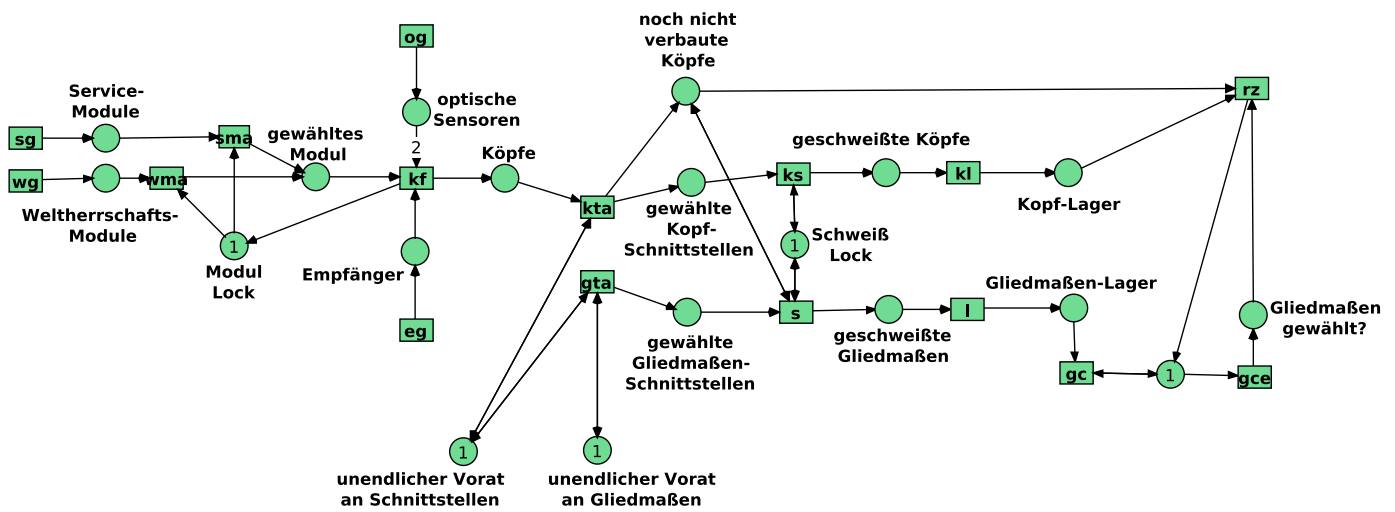 noch nicht
verbaute
Köpfe
og
rz
Service-
Module
optische
Sensoren
sg
sma
gewähltes
Modul
2
geschweißte Köpfe
Köpfe
wg
wma
kf
ks
kl
kta
Kopf-Lager
gewählte
Kopf-
Schnittstellen
Weltherrschafts-
Module
1
Modul
Lock
Empfänger
1
Schweiß
Lock
gta
Gliedmaßen-Lager
s
l
Gliedmaßen
gewählt?
eg
gewählte
Gliedmaßen-
Schnittstellen
geschweißte
Gliedmaßen
gc
1
gce
1
1
unendlicher Vorat
an Schnittstellen
unendlicher Vorat
an Gliedmaßen